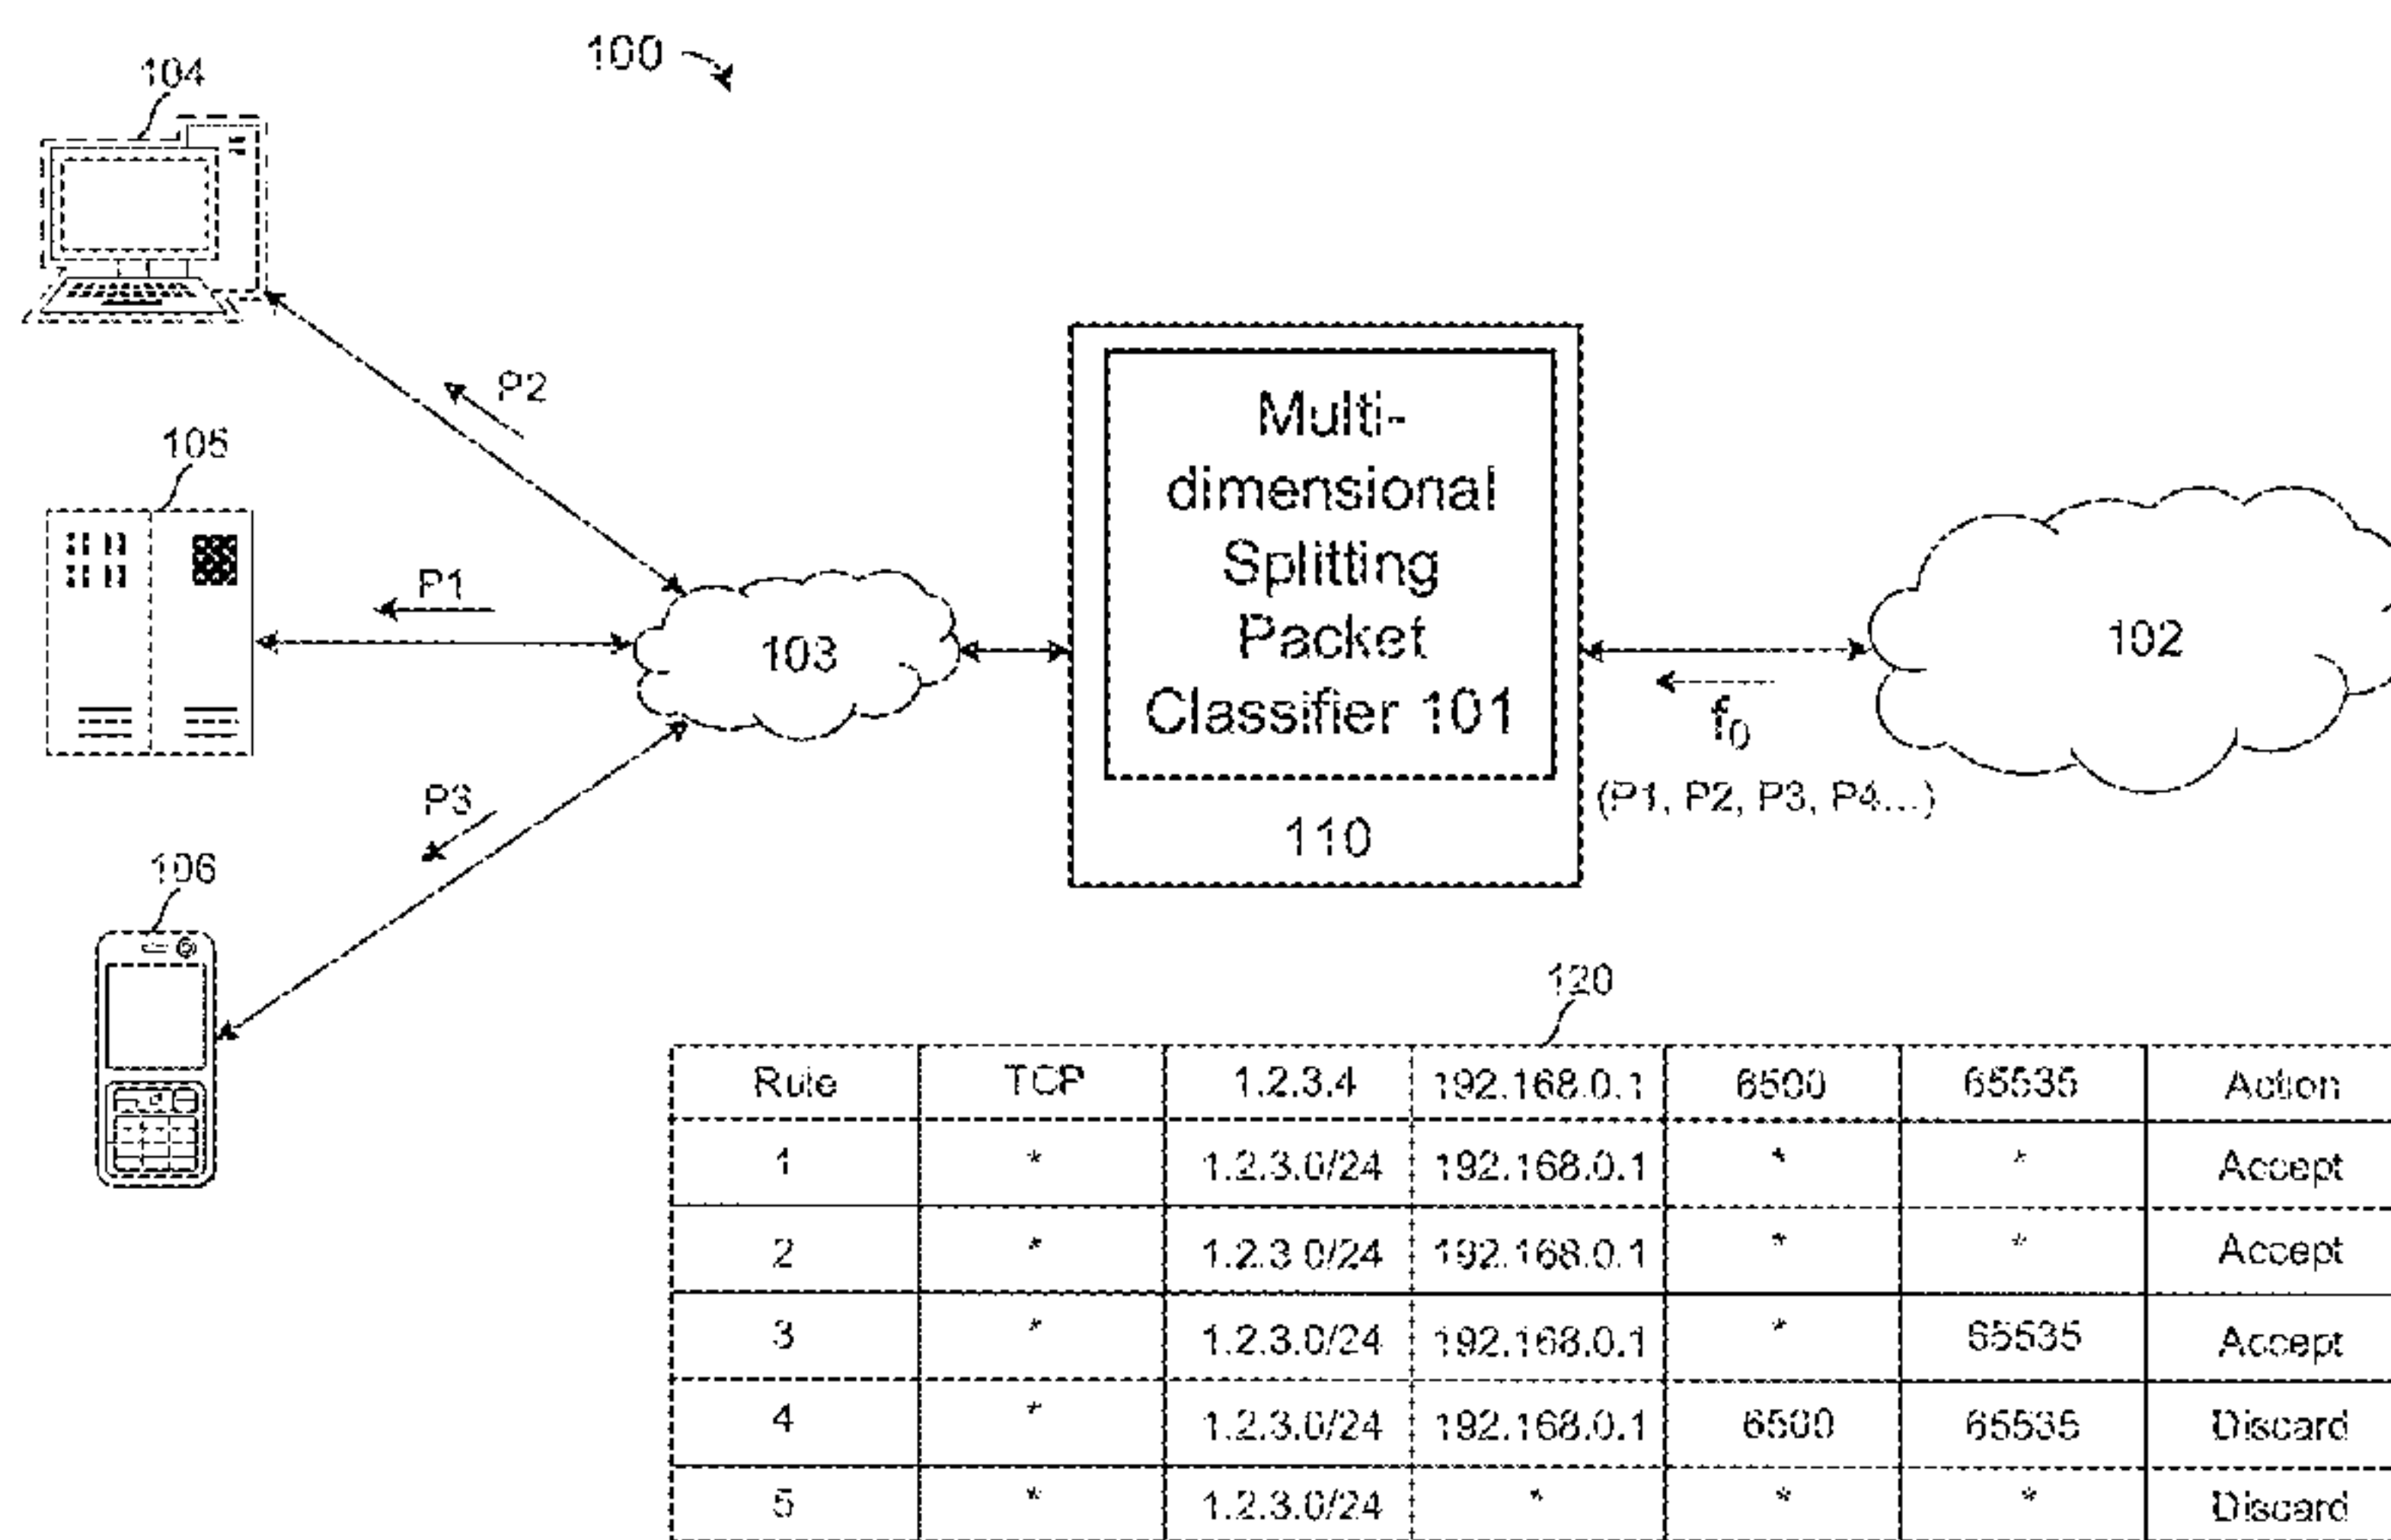 100
104
P2
105
P1
P3
106
103
Multi-
dimensional
Splitting
Packet
Classifier 101
110
f0
(P1, P2, P3, P4...)
102
120
Rule TCP 1.2.3.4 192.168.0.1 6500 65535 Action
1 * 1.2.3.0/24 192.168.0.1 * * Accept
2 * 1.2.3.0/24 192.168.0.1 * * Accept
3 * 1.2.3.0/24 192.168.0.1 * 65535 Accept
4 * 1.2.3.0/24 192.168.0.1 6500 65535 Discard
5 * 1.2.3.0/24 * * * Discard